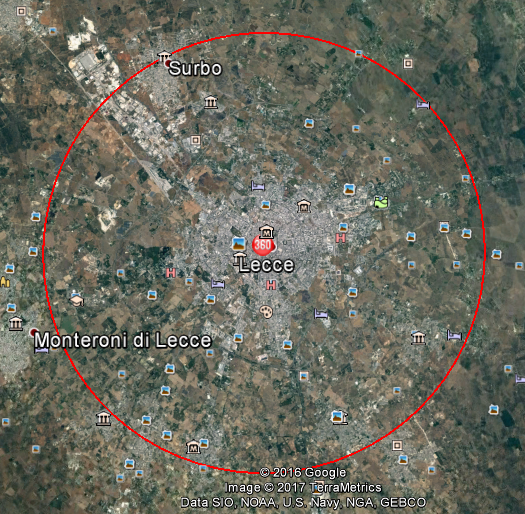 Surbo
360
Lecce
Monteroni di Lecce
© 2016 Google
Image © 2017 TerraMetrics
Data SIO, NOAA, U.S. Navy, NGA, GEBCO